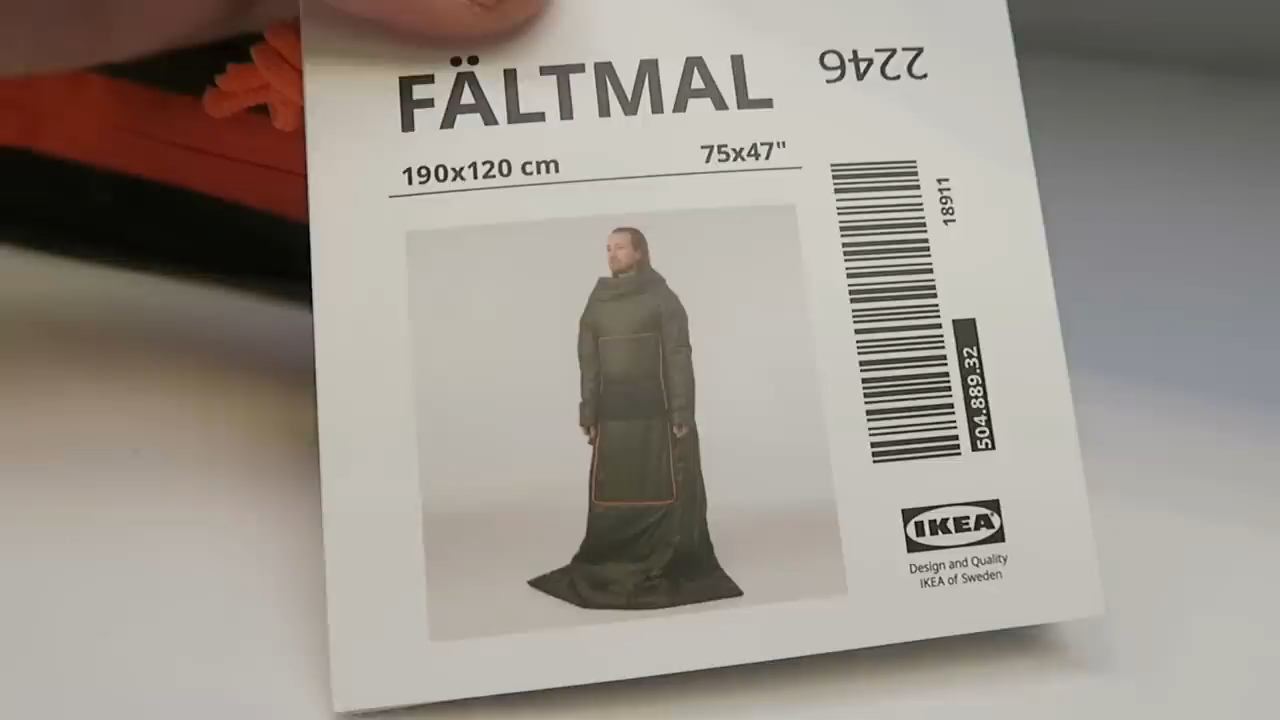 FÄLTMAL
2246
190x120 cm
75x47"
18911
504.889.32
IKEA®
Design and Quality
IKEA of Sweden